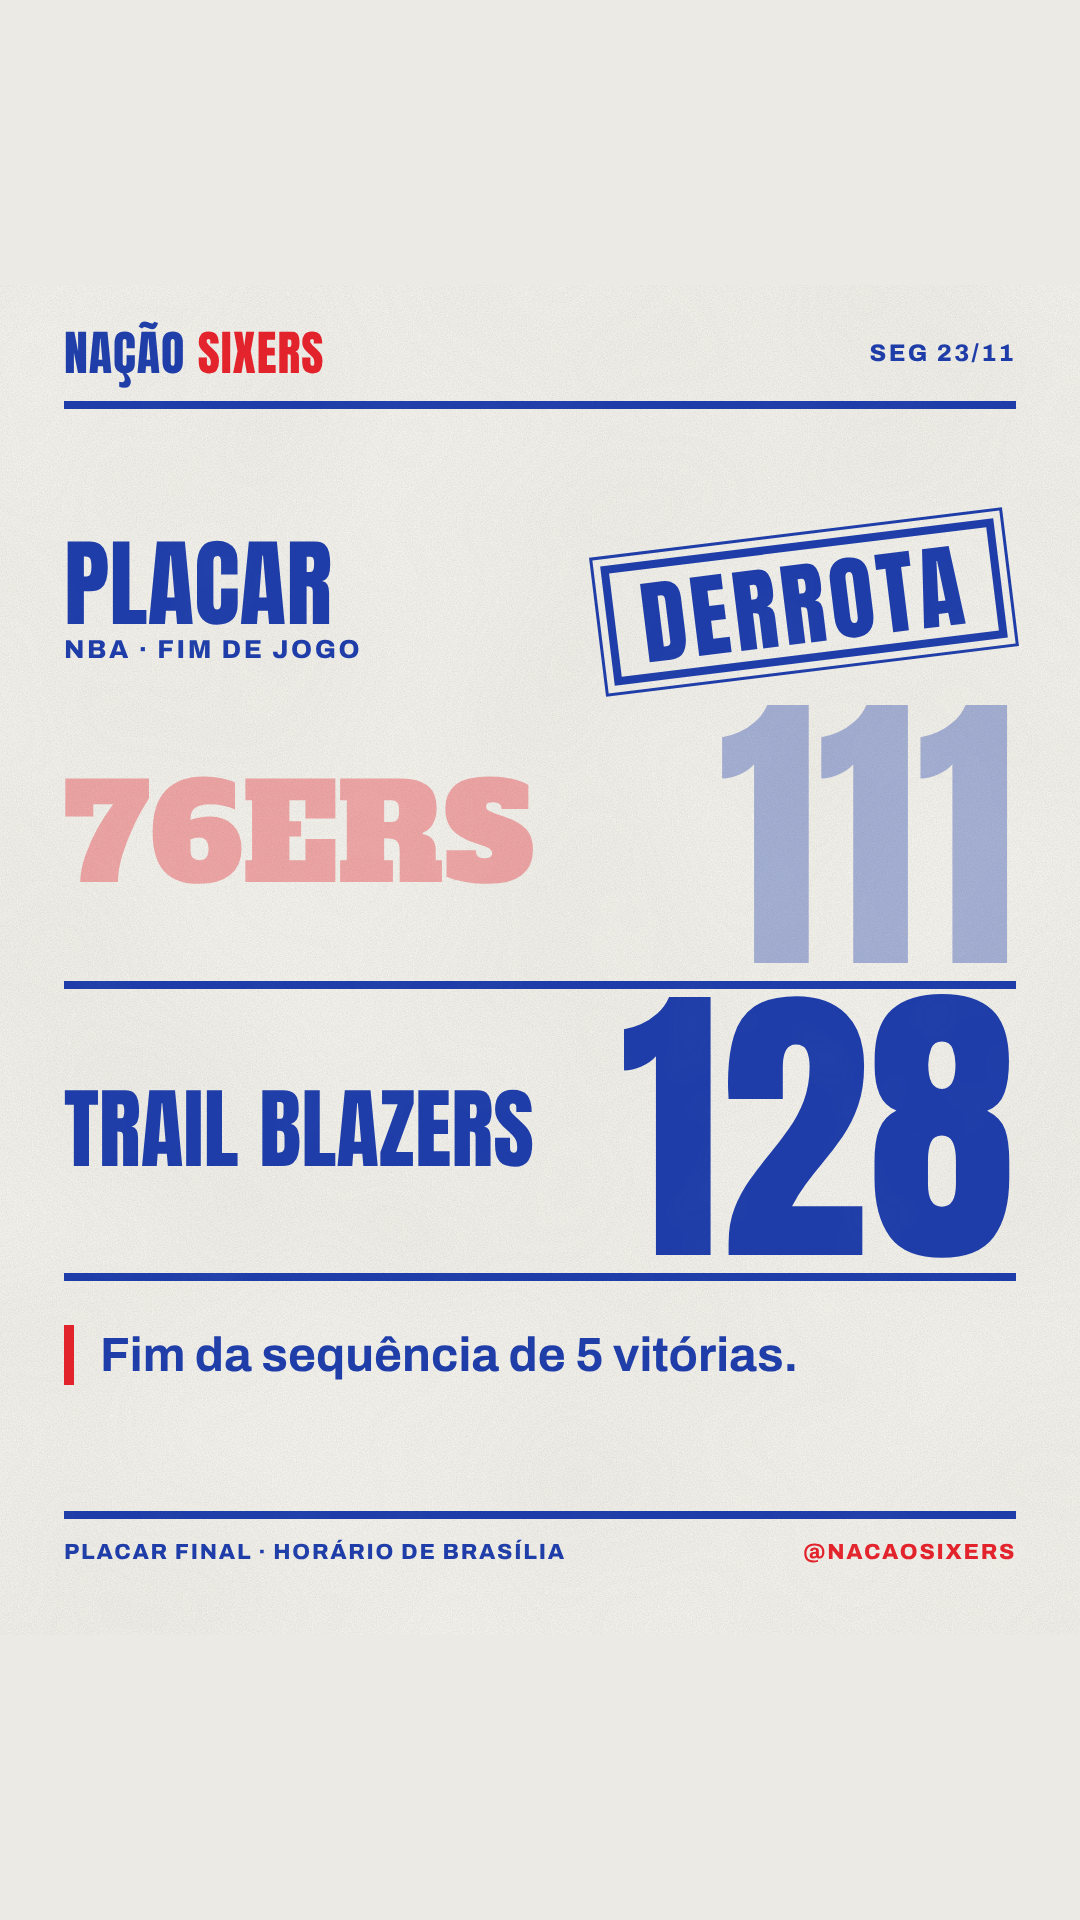 NAÇÃO SIXERS
SEG 23/11
PLACAR
NBA · FIM DE JOGO
DERROTA
76ERS
111
TRAIL BLAZERS
128
Fim da sequência de 5 vitórias.
PLACAR FINAL · HORÁRIO DE BRASÍLIA
@NACAOSIXERS